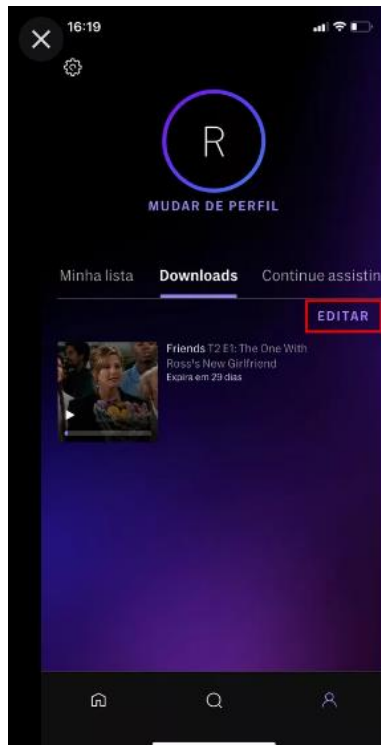 16:19
R
MUDAR DE PERFIL
Minha lista Downloads Continue assistin
EDITAR
Friends T2 E1: The One With
Ross's New Girlfriend
Expira em 29 dias